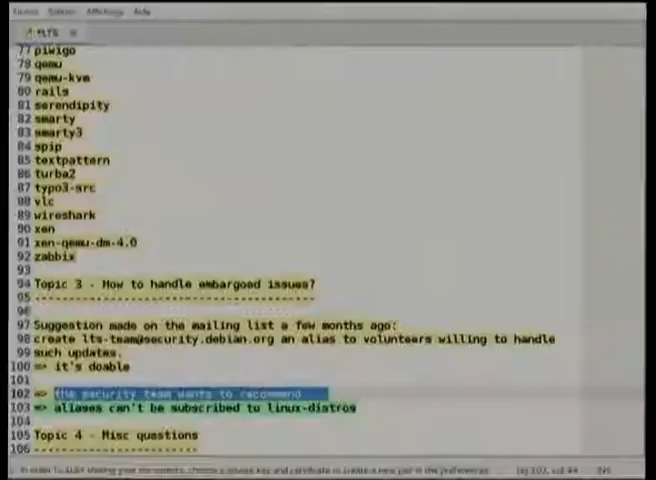 *LTS
77 piwigo
78 qemu
79 qemu-kvm
80 rails
81 serendipity
82 smarty
83 smarty3
84 spip
85 textpattern
86 turba2
87 typo3-src
88 vlc
89 wireshark
90 xen
91 xen-qemu-dm-4.0
92 zabbix
93
94 Topic 3 - How to handle embargoed issues?
95 ----------------------------------------
96
97 Suggestion made on the mailing list a few months ago:
98 create lts-team@security.debian.org an alias to volunteers willing to handle
99 such updates.
100 => it's doable
101
102 => the security team wants to recommend
103 => aliases can't be subscribed to linux-distros
104
105 Topic 4 - Misc questions
106 ------------------------